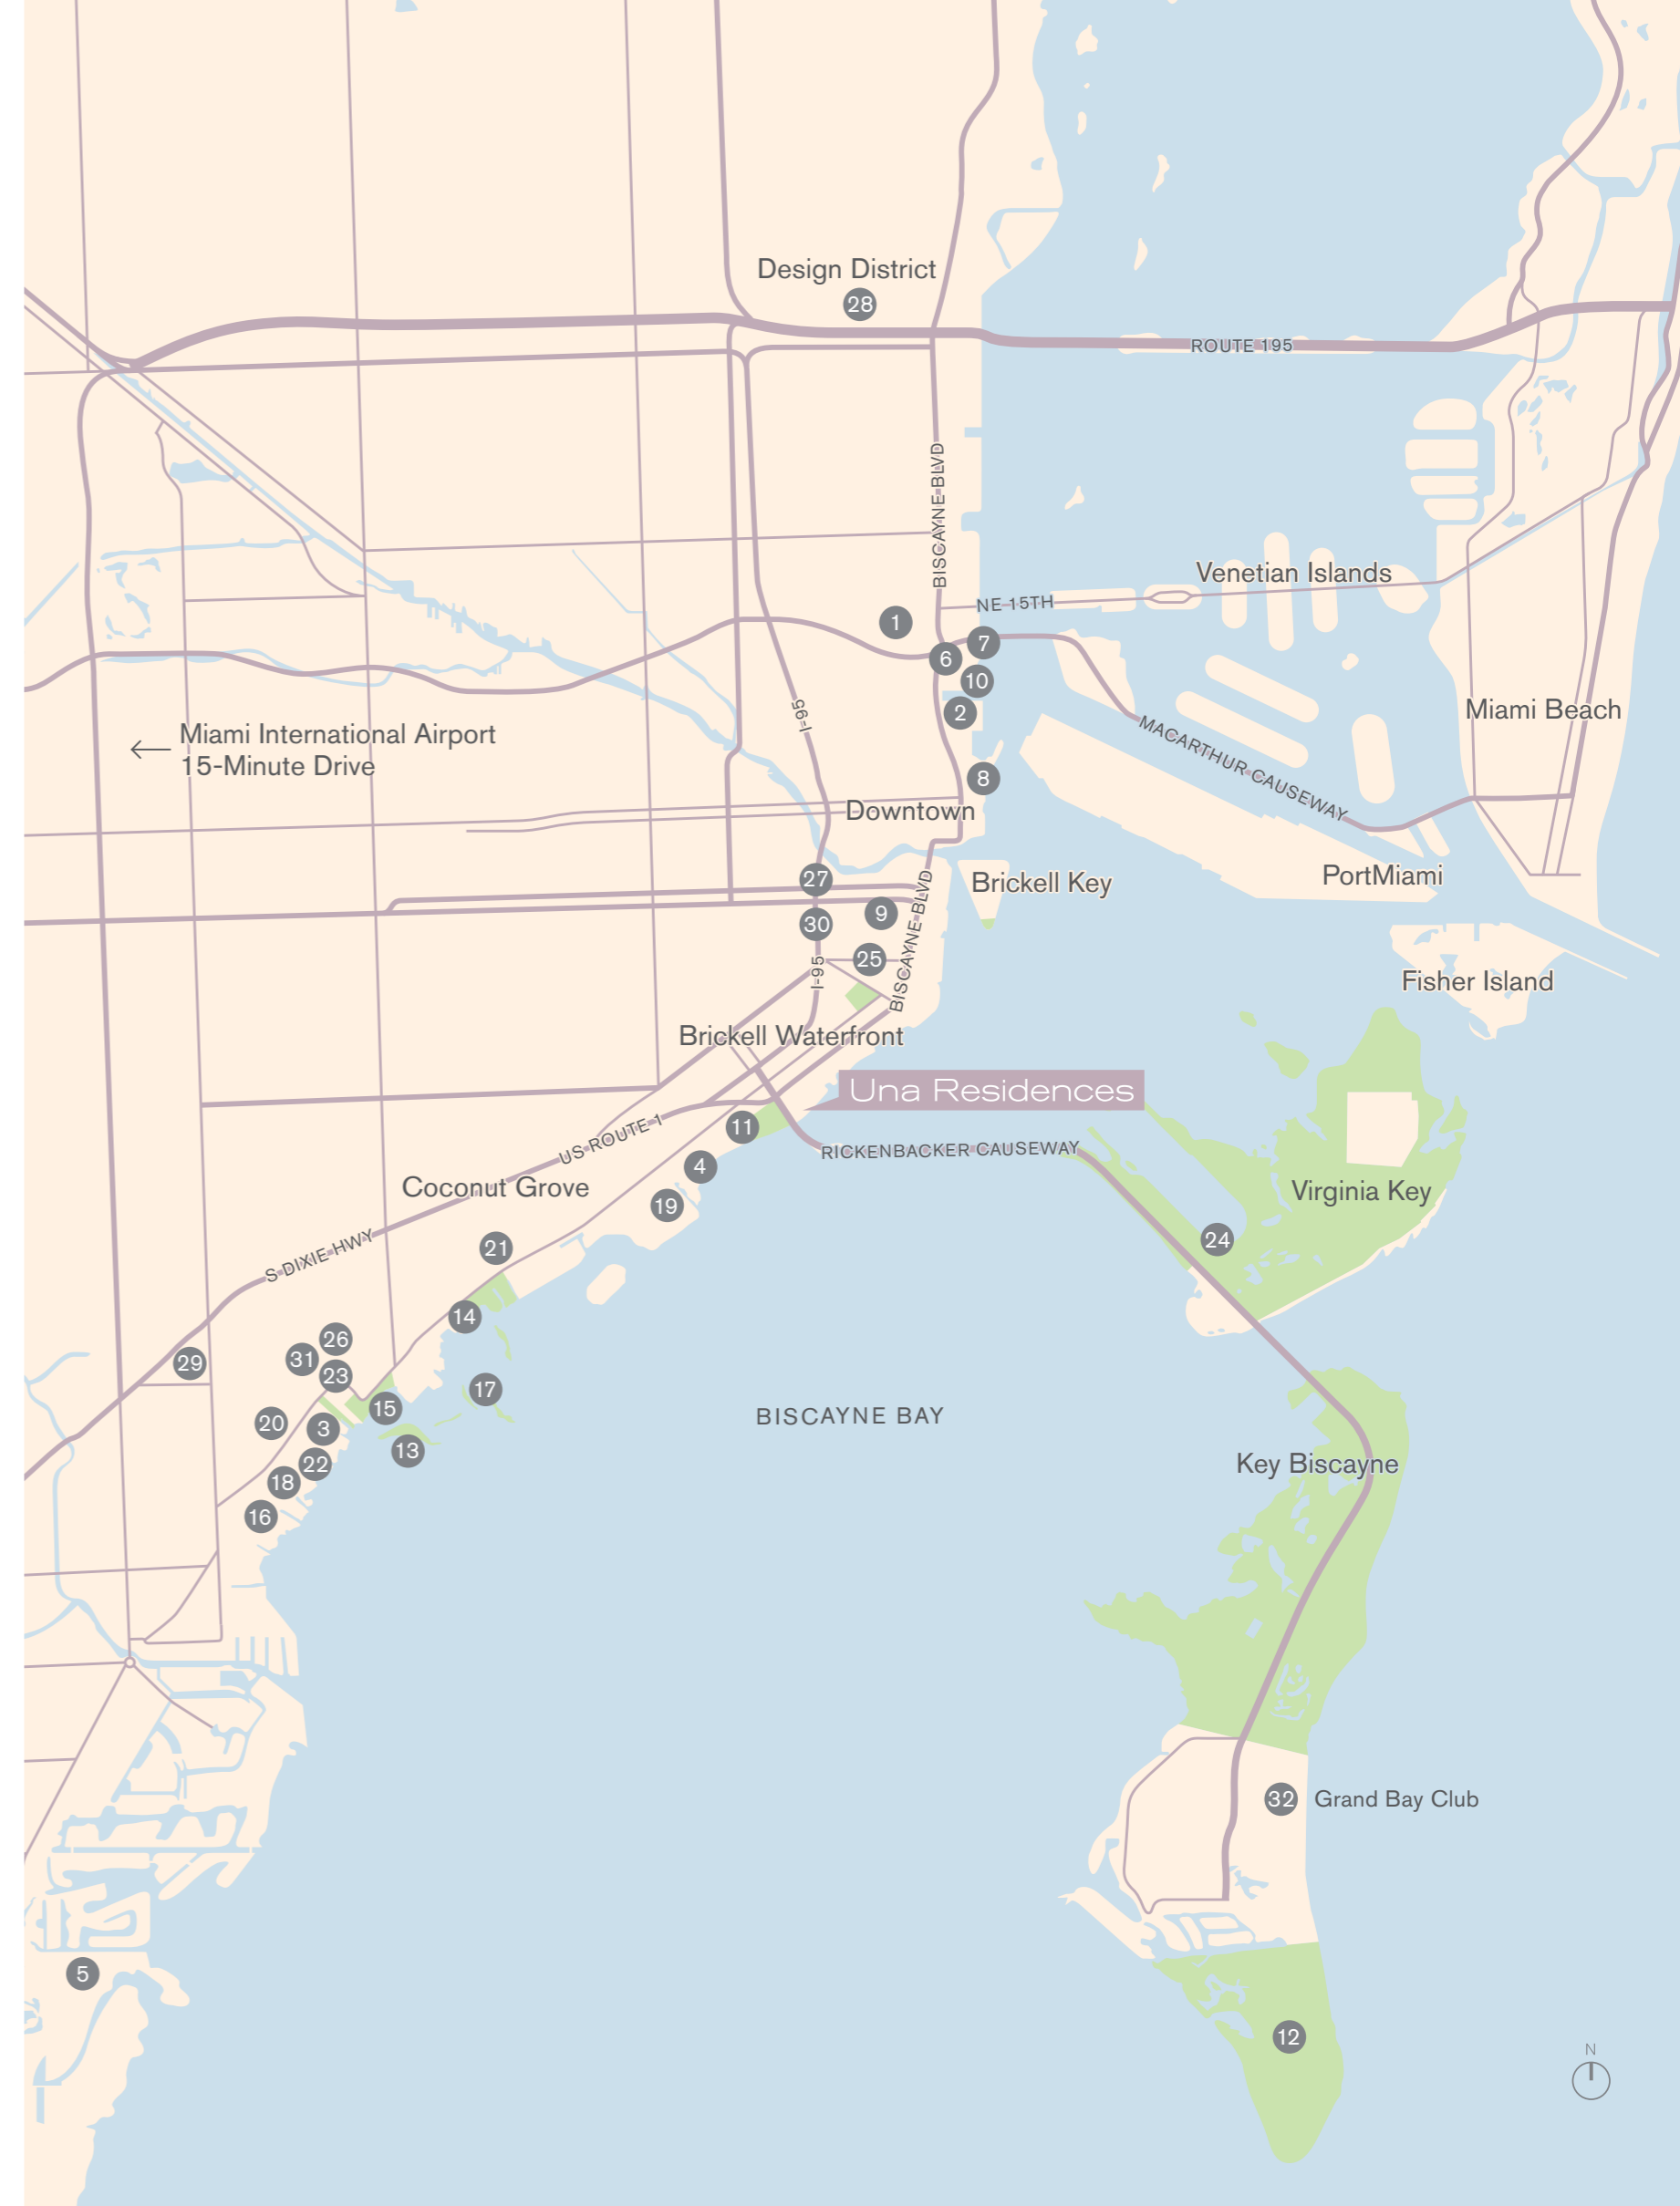 Design District
28
ROUTE 195
BISCAYNE BLVD
Venetian Islands
NE 15TH
1
7
6
10
2
I-95
Miami Beach
Miami International Airport
15-Minute Drive
MACARTHUR CAUSEWAY
8
Downtown
27
Brickell Key
PortMiami
9
30
BISCAYNE BLVD
25
I-95
Fisher Island
Brickell Waterfront
Una Residences
11
US ROUTE 1
RICKENBACKER CAUSEWAY
4
Coconut Grove
Virginia Key
19
24
21
S DIXIE HWY
14
26
31
29
23
17
15
BISCAYNE BAY
20
3
13
22
Key Biscayne
18
16
32
Grand Bay Club
5
12
N